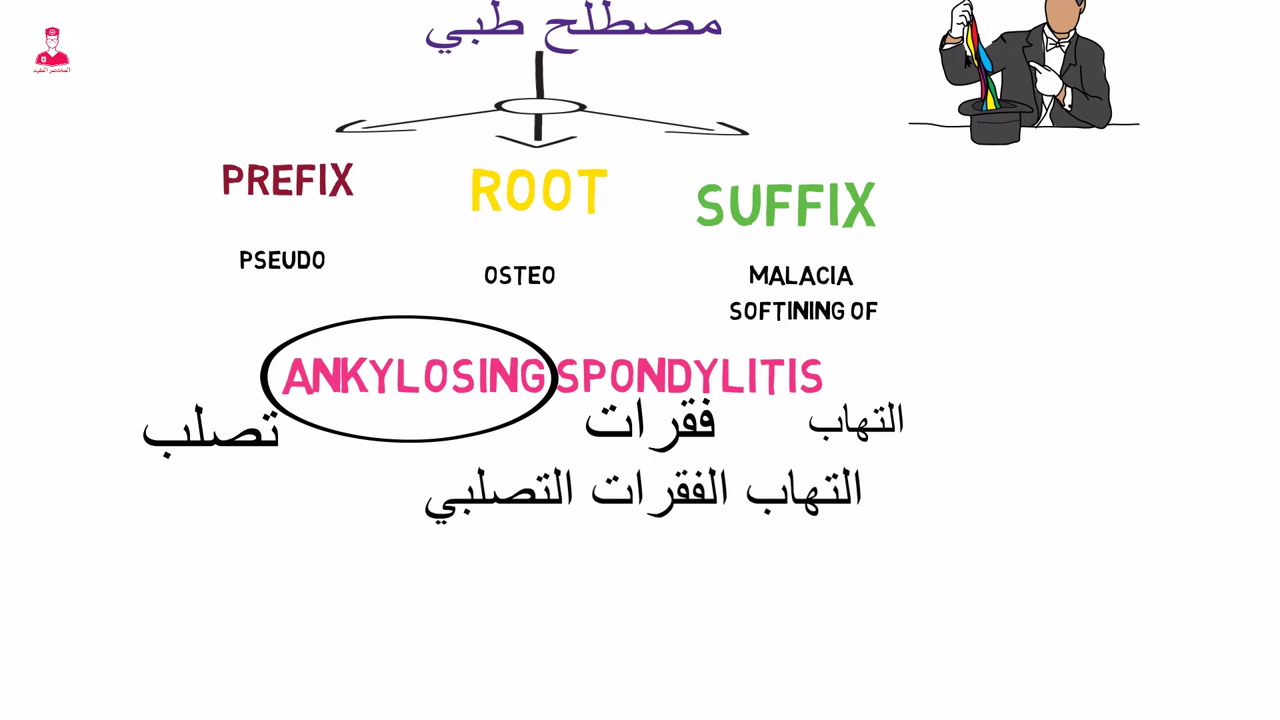 مصطلح طبي
PREFIX ROOT SUFFIX
PSEUDO OSTEO MALACIA
SOFTINING OF
ANKYLOSING SPONDYLITIS
تصلب فقرات التهاب
التهاب الفقرات التصلبي